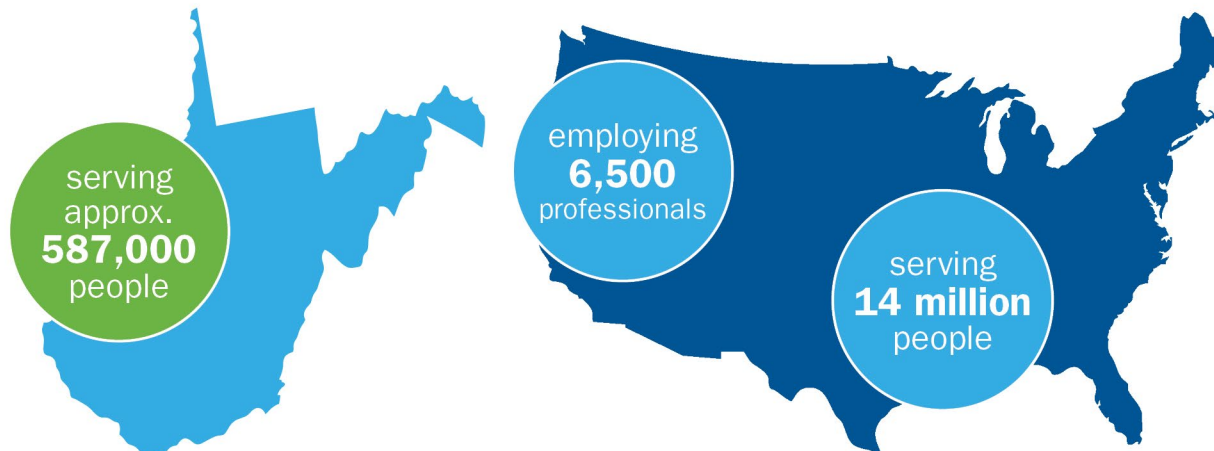 serving
approx.
587,000
people
employing
6,500
professionals
serving
14 million
people